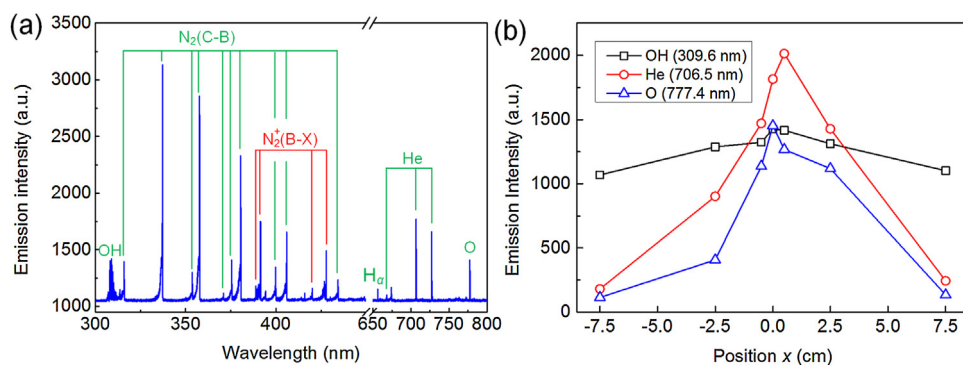 (a)
3500
3000
2500
2000
1500
1000
Emission intensity (a.u.)
N₂(C-B)
N₂⁺(B-X)
He
OH
Hα
O
300
350
400
650
700
750
800
Wavelength (nm)
(b)
2000
1500
1000
500
0
Emission Intensity (a.u.)
OH (309.6 nm)
He (706.5 nm)
O (777.4 nm)
-7.5
-5.0
-2.5
0.0
2.5
5.0
7.5
Position x (cm)